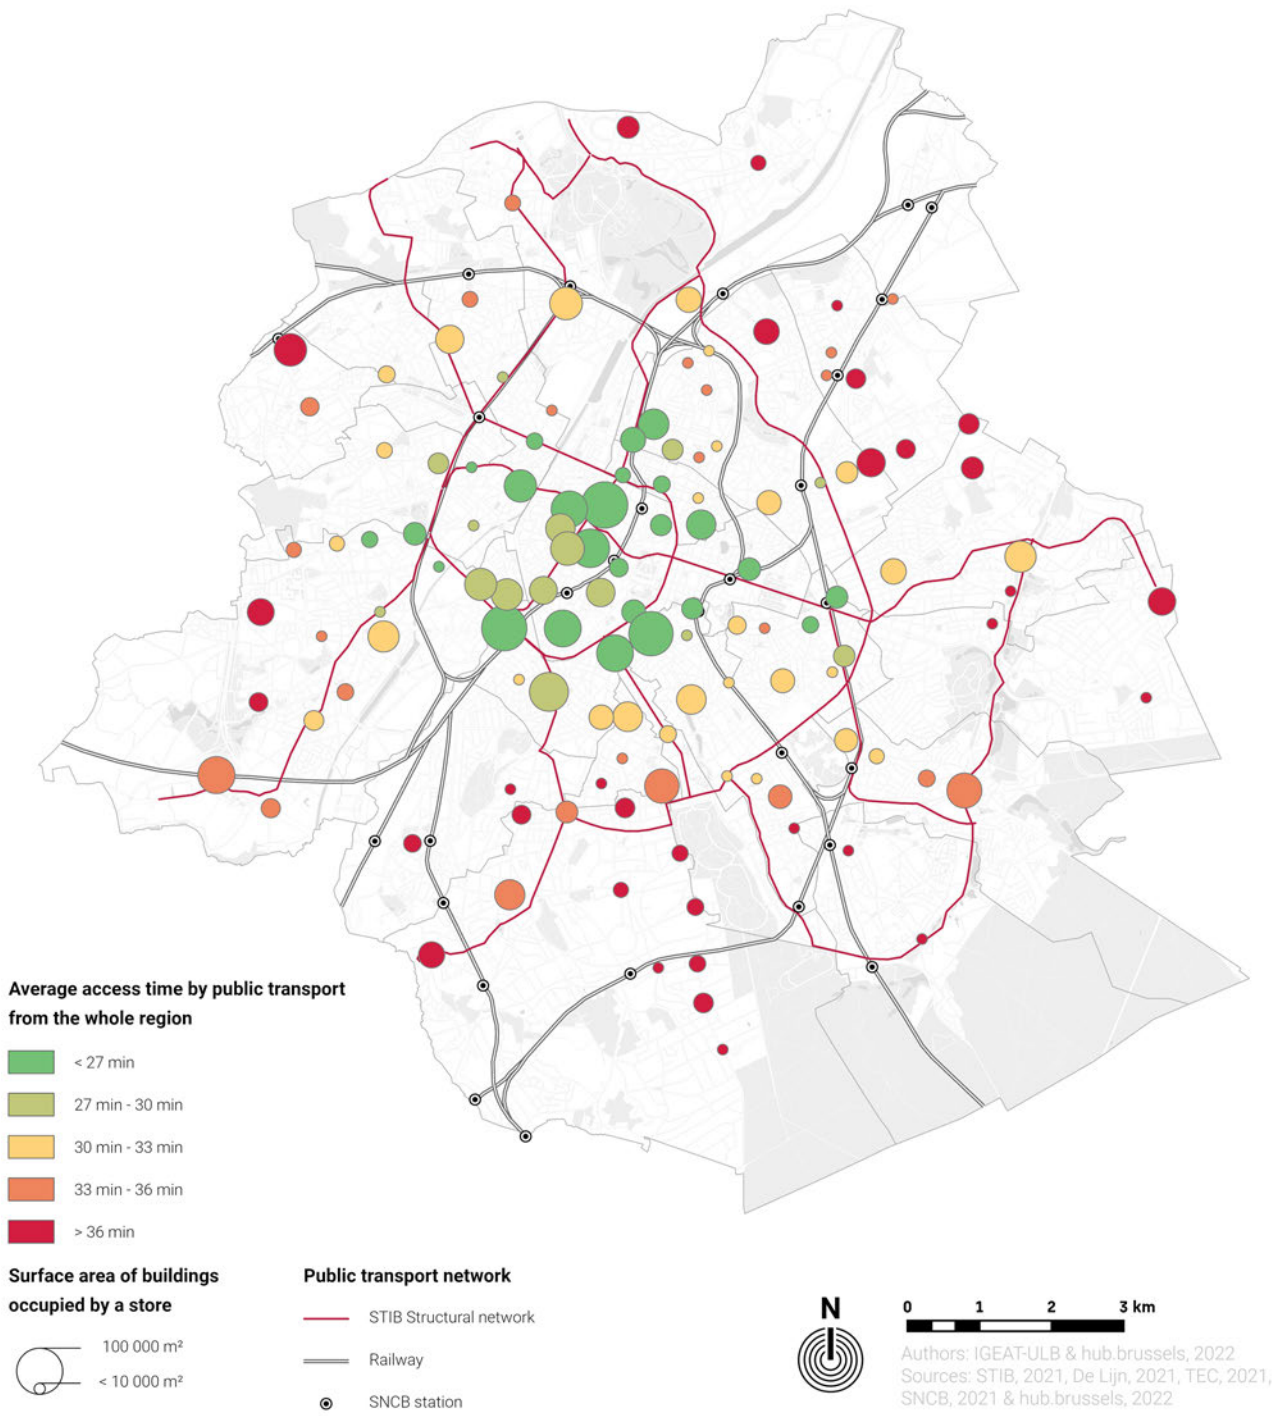 Average access time by public transport
from the whole region
< 27 min
27 min - 30 min
30 min - 33 min
33 min - 36 min
> 36 min
Surface area of buildings
occupied by a store
100 000 m²
< 10 000 m²
Public transport network
STIB Structural network
Railway
SNCB station
N
0 1 2 3 km
Authors: IGEAT-ULB & hub.brussels, 2022
Sources: STIB, 2021, De Lijn, 2021, TEC, 2021,
SNCB, 2021 & hub.brussels, 2022